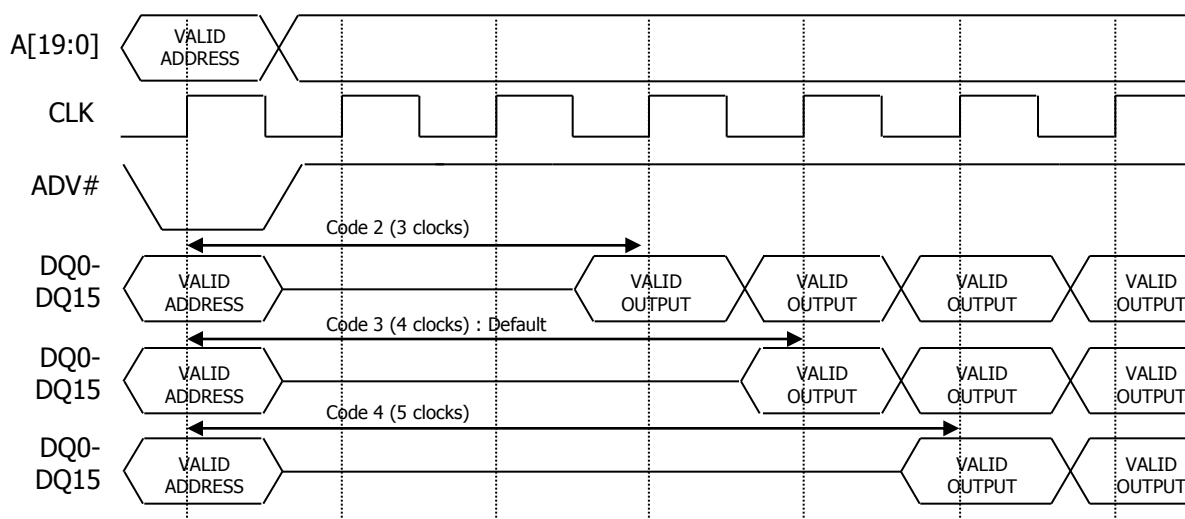 A[19:0]
VALID
ADDRESS
CLK
ADV#
Code 2 (3 clocks)
DQ0-
DQ15
VALID
ADDRESS
VALID
OUTPUT
VALID
OUTPUT
VALID
OUTPUT
VALID
OUTPUT
Code 3 (4 clocks) : Default
DQ0-
DQ15
VALID
ADDRESS
VALID
OUTPUT
VALID
OUTPUT
VALID
OUTPUT
Code 4 (5 clocks)
DQ0-
DQ15
VALID
ADDRESS
VALID
OUTPUT
VALID
OUTPUT